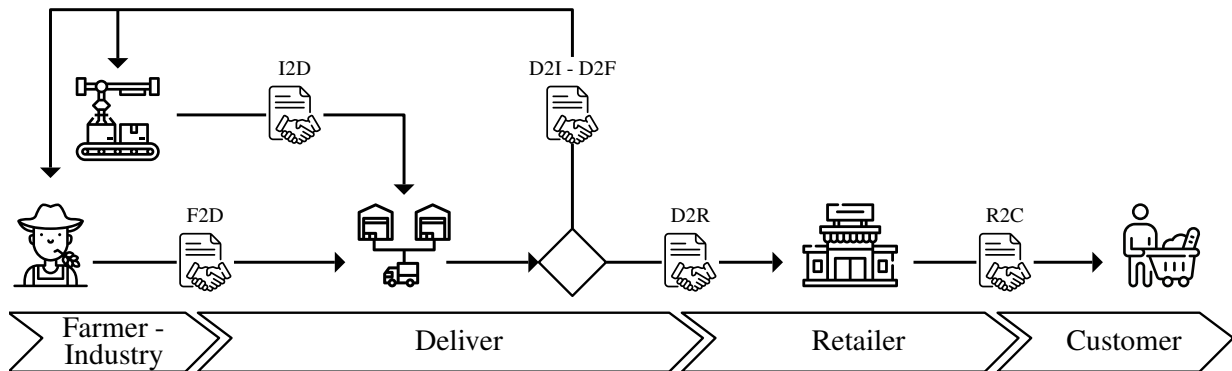 I2D
D2I - D2F
F2D
D2R
R2C
Farmer -
Industry
Deliver
Retailer
Customer